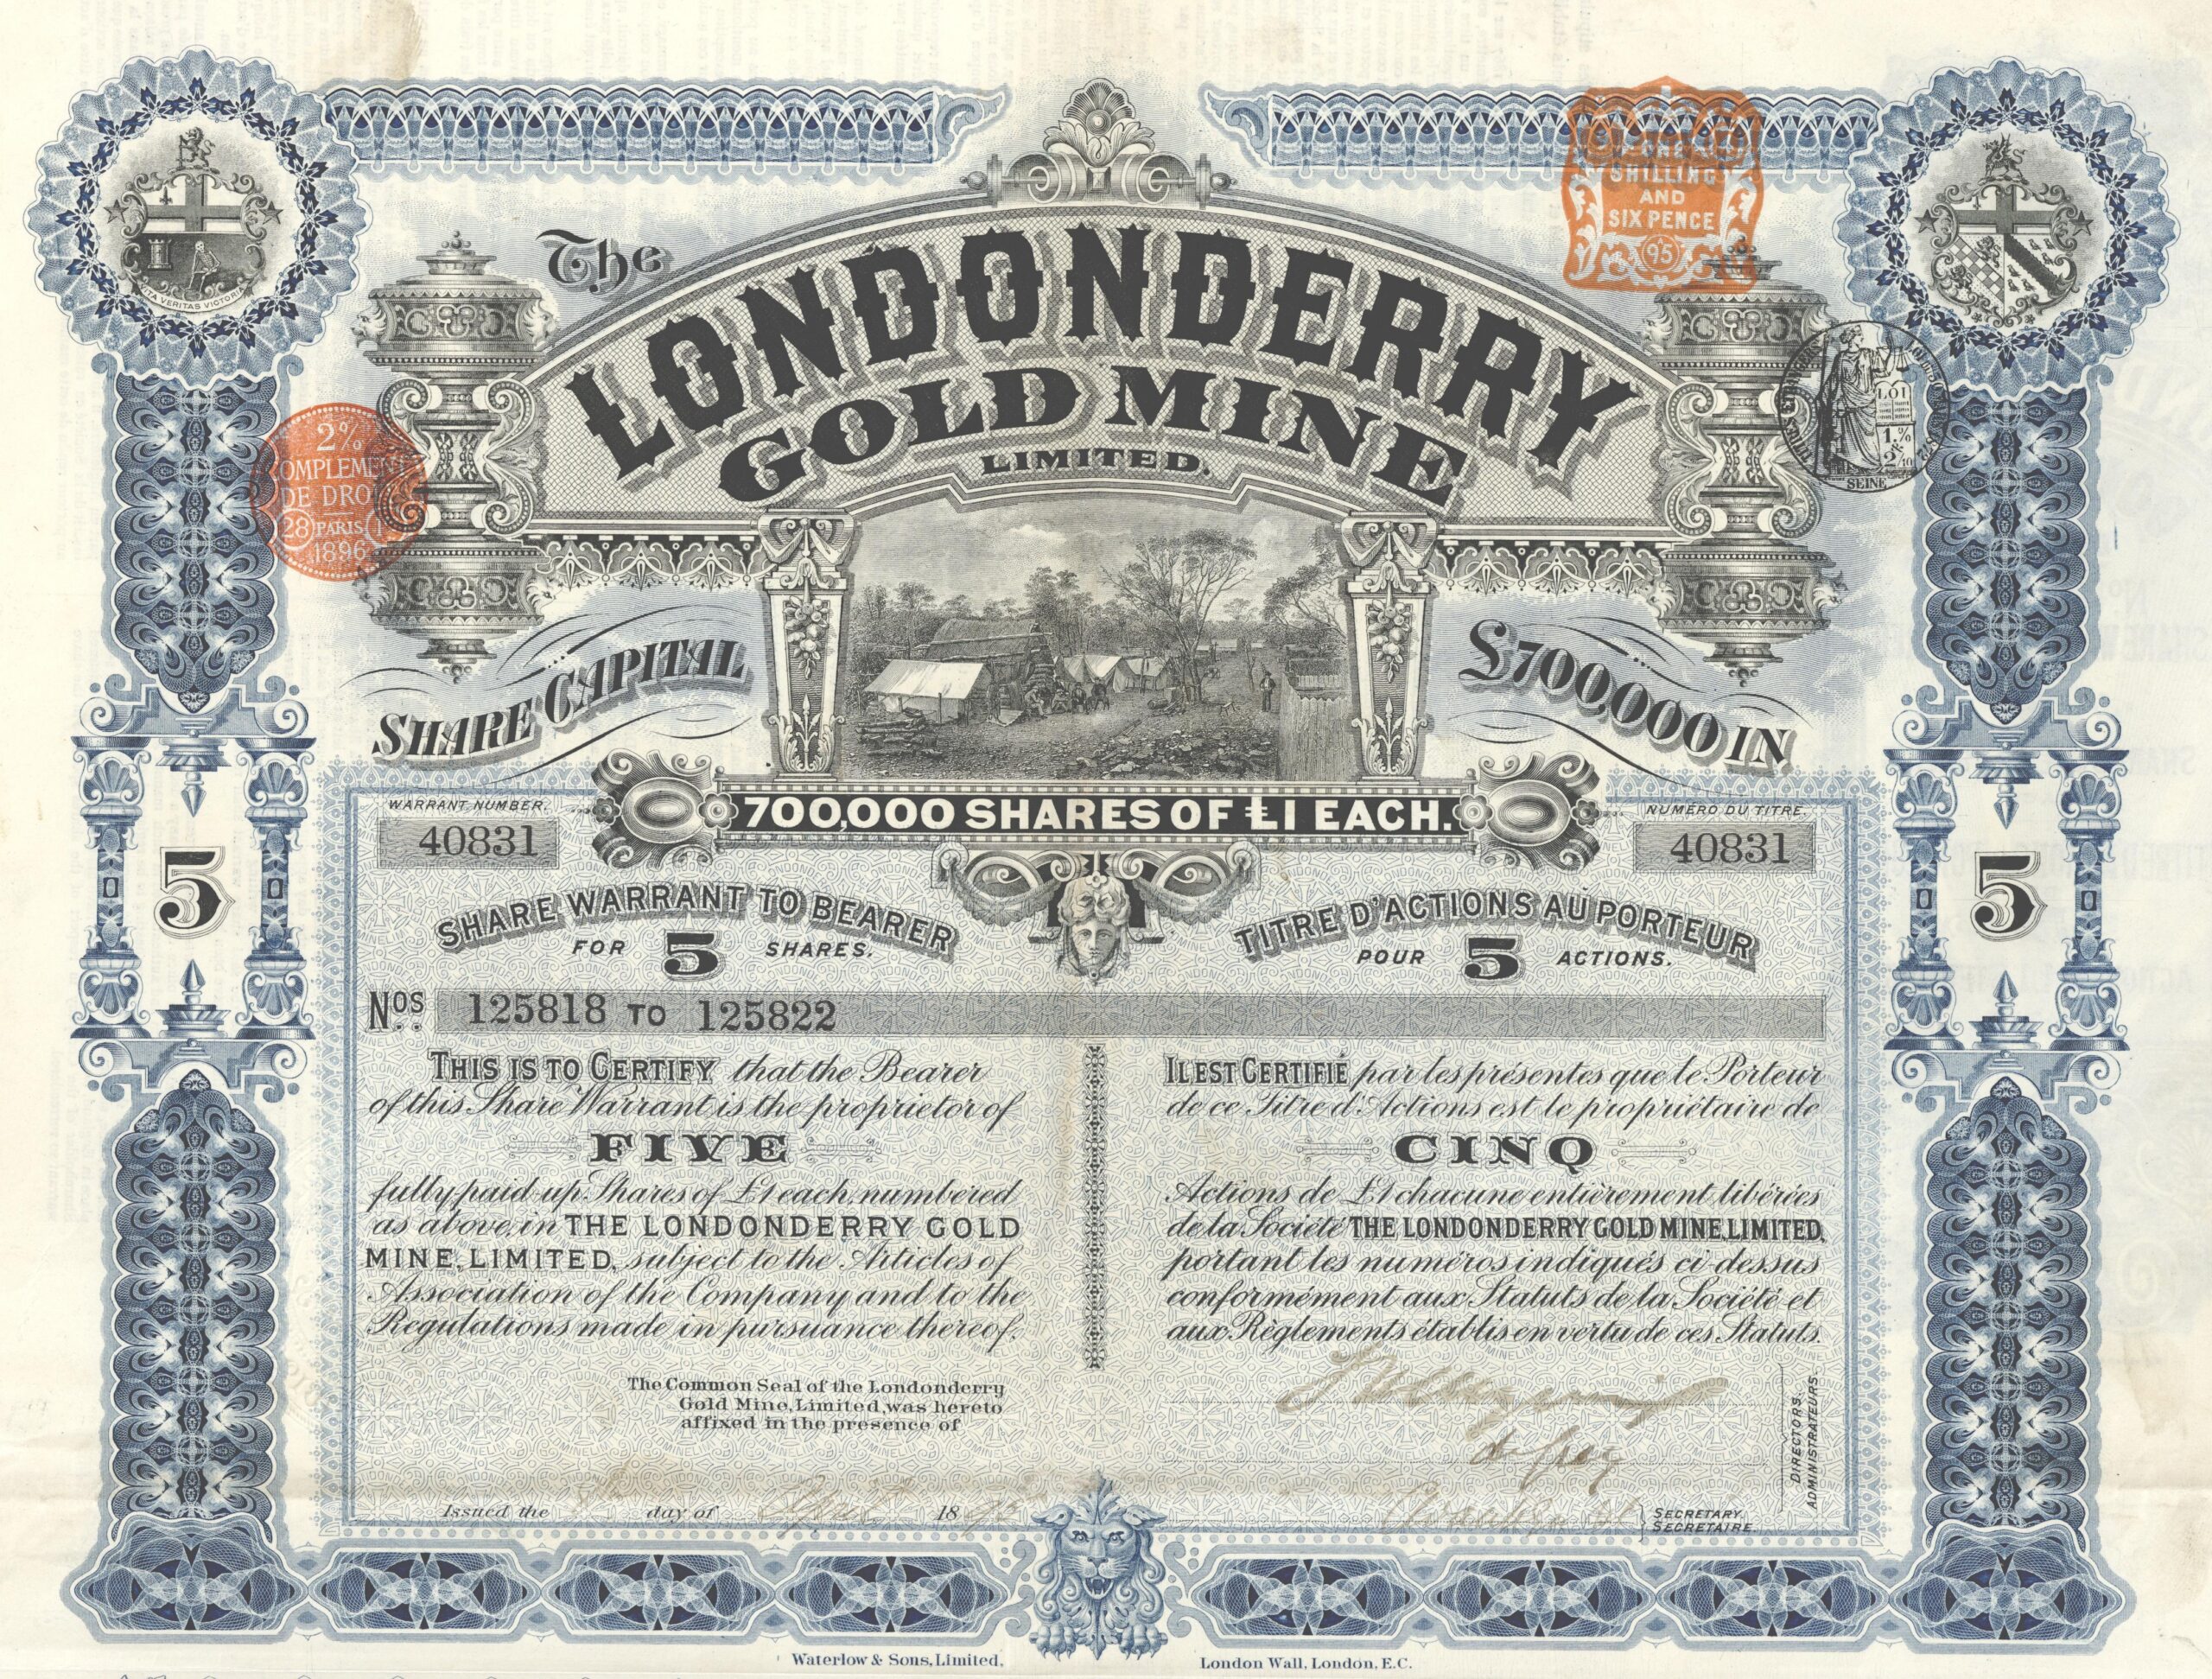 The
LONDONDERRY
GOLD MINE
LIMITED.
ONE
SHILLING
AND
SIX PENCE
95
VITA VERITAS VICTORIA
2%
COMPLEMENT
DE DROIT
28 PARIS 1
1896
LOI
1.%
2/10
SEINE
SHARE CAPITAL
£700,000 IN
700,000 SHARES OF £1 EACH.
WARRANT NUMBER.
40831
NUMÉRO DU TITRE.
40831
5
5
SHARE WARRANT TO BEARER
FOR 5 SHARES.
TITRE D'ACTIONS AU PORTEUR
POUR 5 ACTIONS.
Nos. 125818 TO 125822
THIS IS TO CERTIFY that the Bearer
of this Share Warrant is the proprietor of
FIVE
fully paid up Shares of £1 each, numbered
as above, in THE LONDONDERRY GOLD
MINE, LIMITED, subject to the Articles of
Association of the Company and to the
Regulations made in pursuance thereof.
IL EST CERTIFIÉ par les présentes que le Porteur
de ce Titre d'Actions est le propriétaire de
CINQ
Actions de £1 chacune entièrement libérées
de la Société THE LONDONDERRY GOLD MINE, LIMITED,
portant les numéros indiqués ci-dessus
conformément aux Statuts de la Société et
aux Règlements établis en vertu de ces Statuts.
The Common Seal of the Londonderry
Gold Mine, Limited, was hereto
affixed in the presence of
DIRECTORS.
ADMINISTRATEURS.
Issued the 8th day of April 1895
SECRETARY.
SECRÉTAIRE.
Waterlow & Sons, Limited, London Wall, London, E.C.